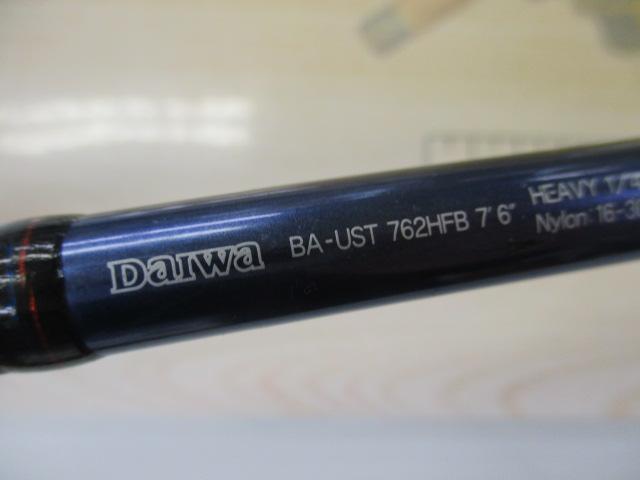 Daiwa BA-UST 762HFB 7'6" HEAVY
Nylon: 16-